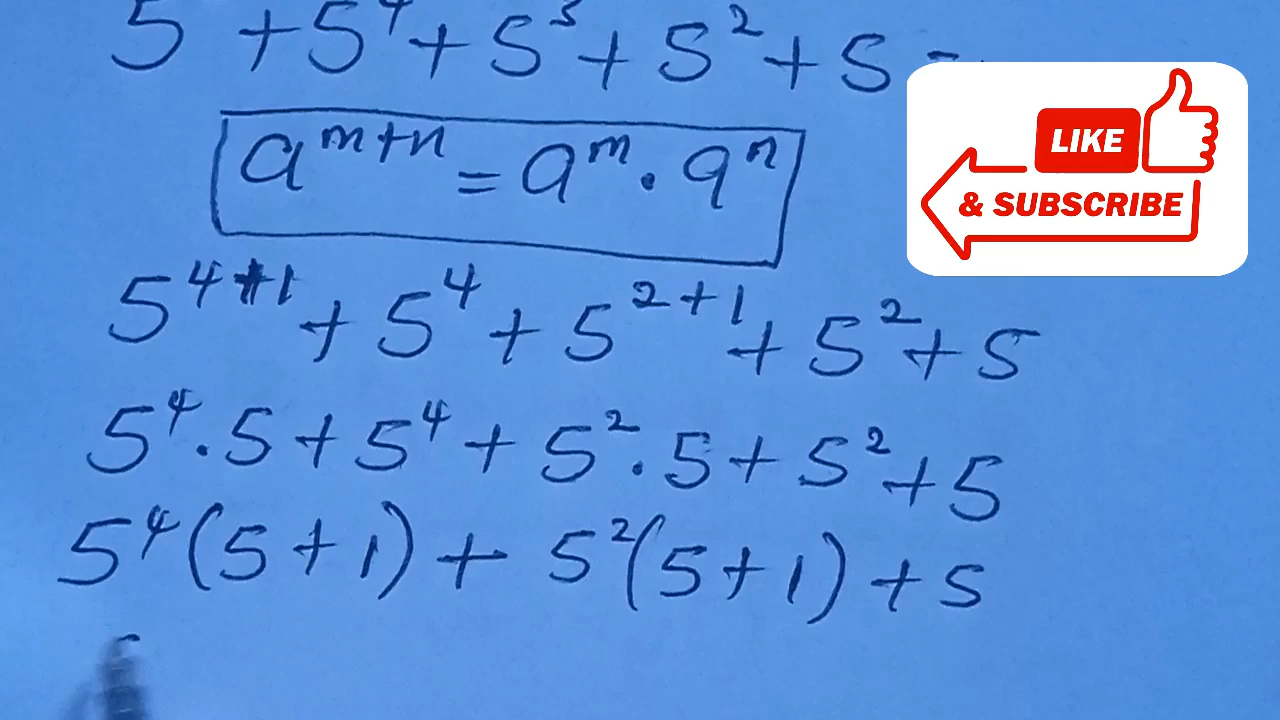 5 + 5⁴ + 5³ + 5² + 5 =
aᵐ⁺ⁿ = aᵐ · aⁿ
LIKE
& SUBSCRIBE
5⁴⁺¹ + 5⁴ + 5²⁺¹ + 5² + 5
5⁴ · 5 + 5⁴ + 5² · 5 + 5² + 5
5⁴(5 + 1) + 5²(5 + 1) + 5